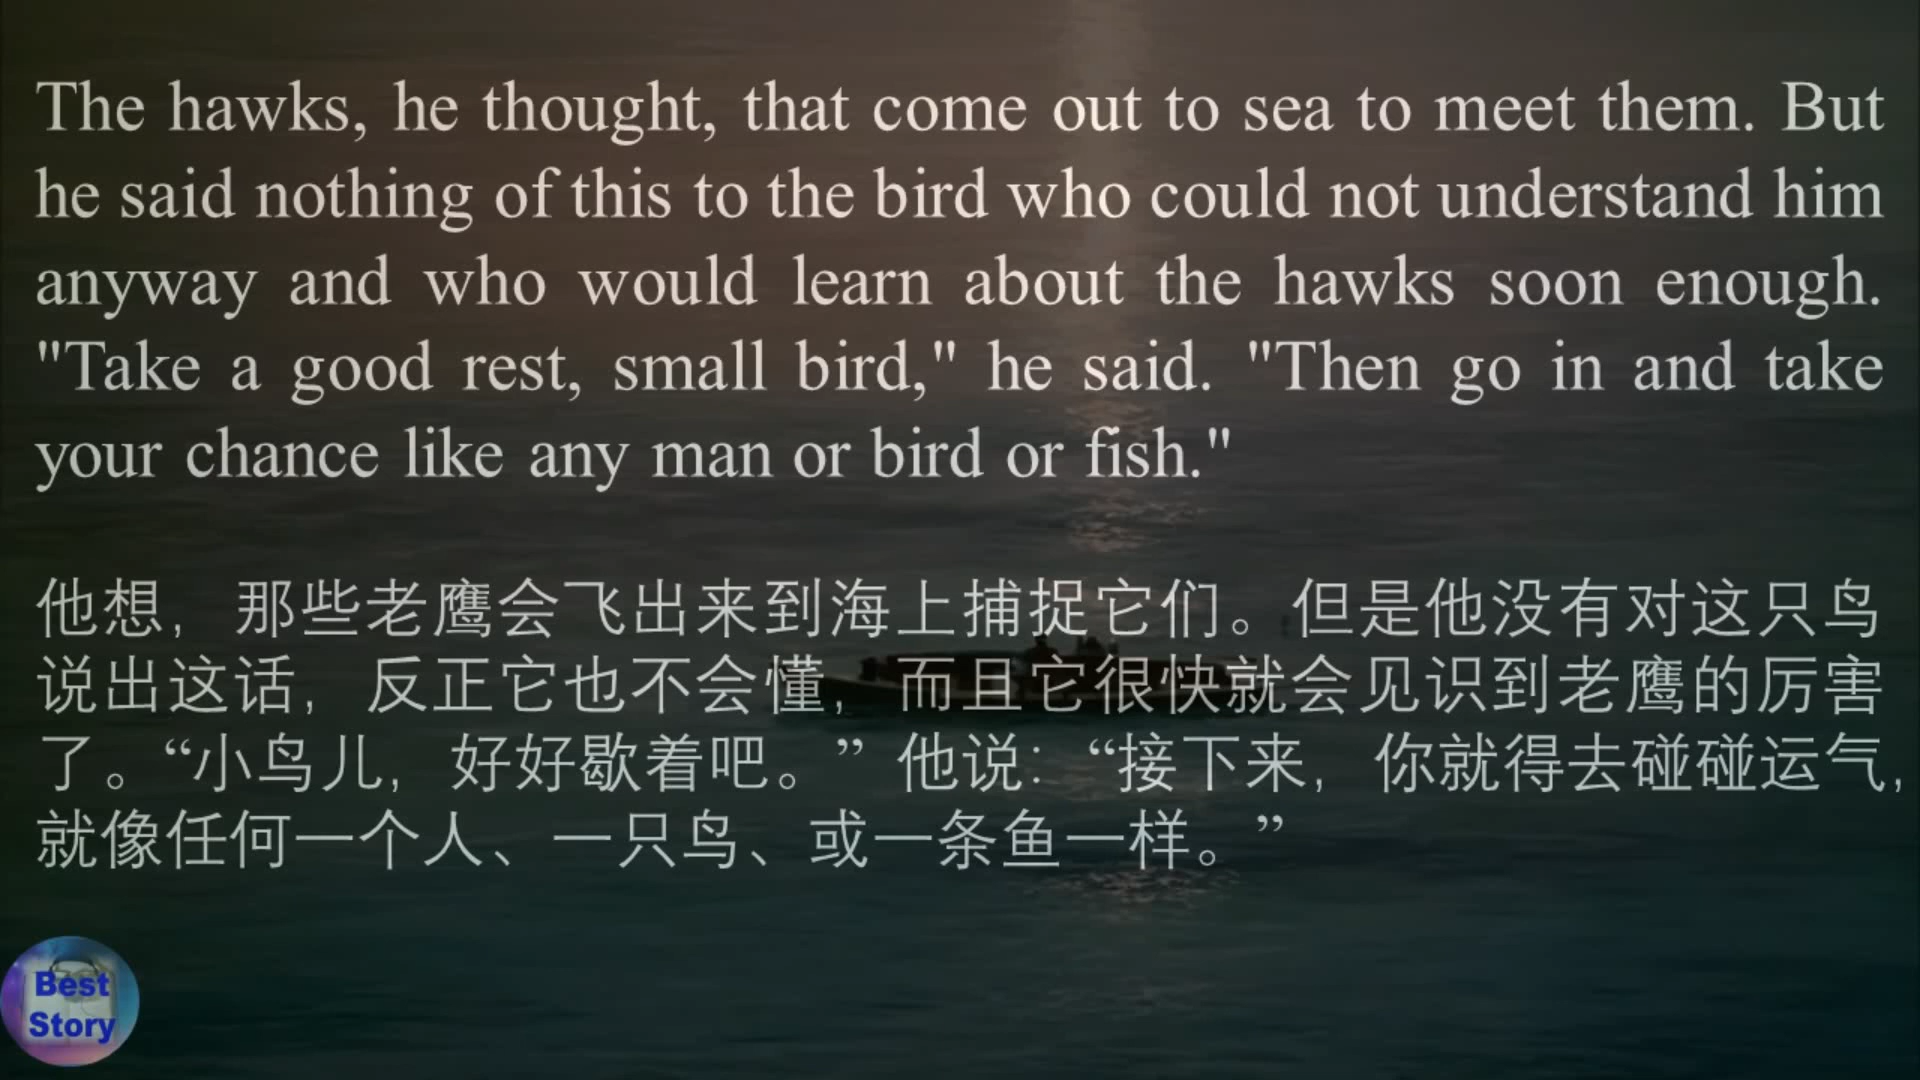 The hawks, he thought, that come out to sea to meet them. But
he said nothing of this to the bird who could not understand him
anyway and who would learn about the hawks soon enough.
"Take a good rest, small bird," he said. "Then go in and take
your chance like any man or bird or fish."
他想，那些老鹰会飞出来到海上捕捉它们。但是他没有对这只鸟
说出这话，反正它也不会懂，而且它很快就会见识到老鹰的厉害
了。“小鸟儿，好好歇着吧。”他说：“接下来，你就得去碰碰运气，
就像任何一个人、一只鸟、或一条鱼一样。”
Best
Story